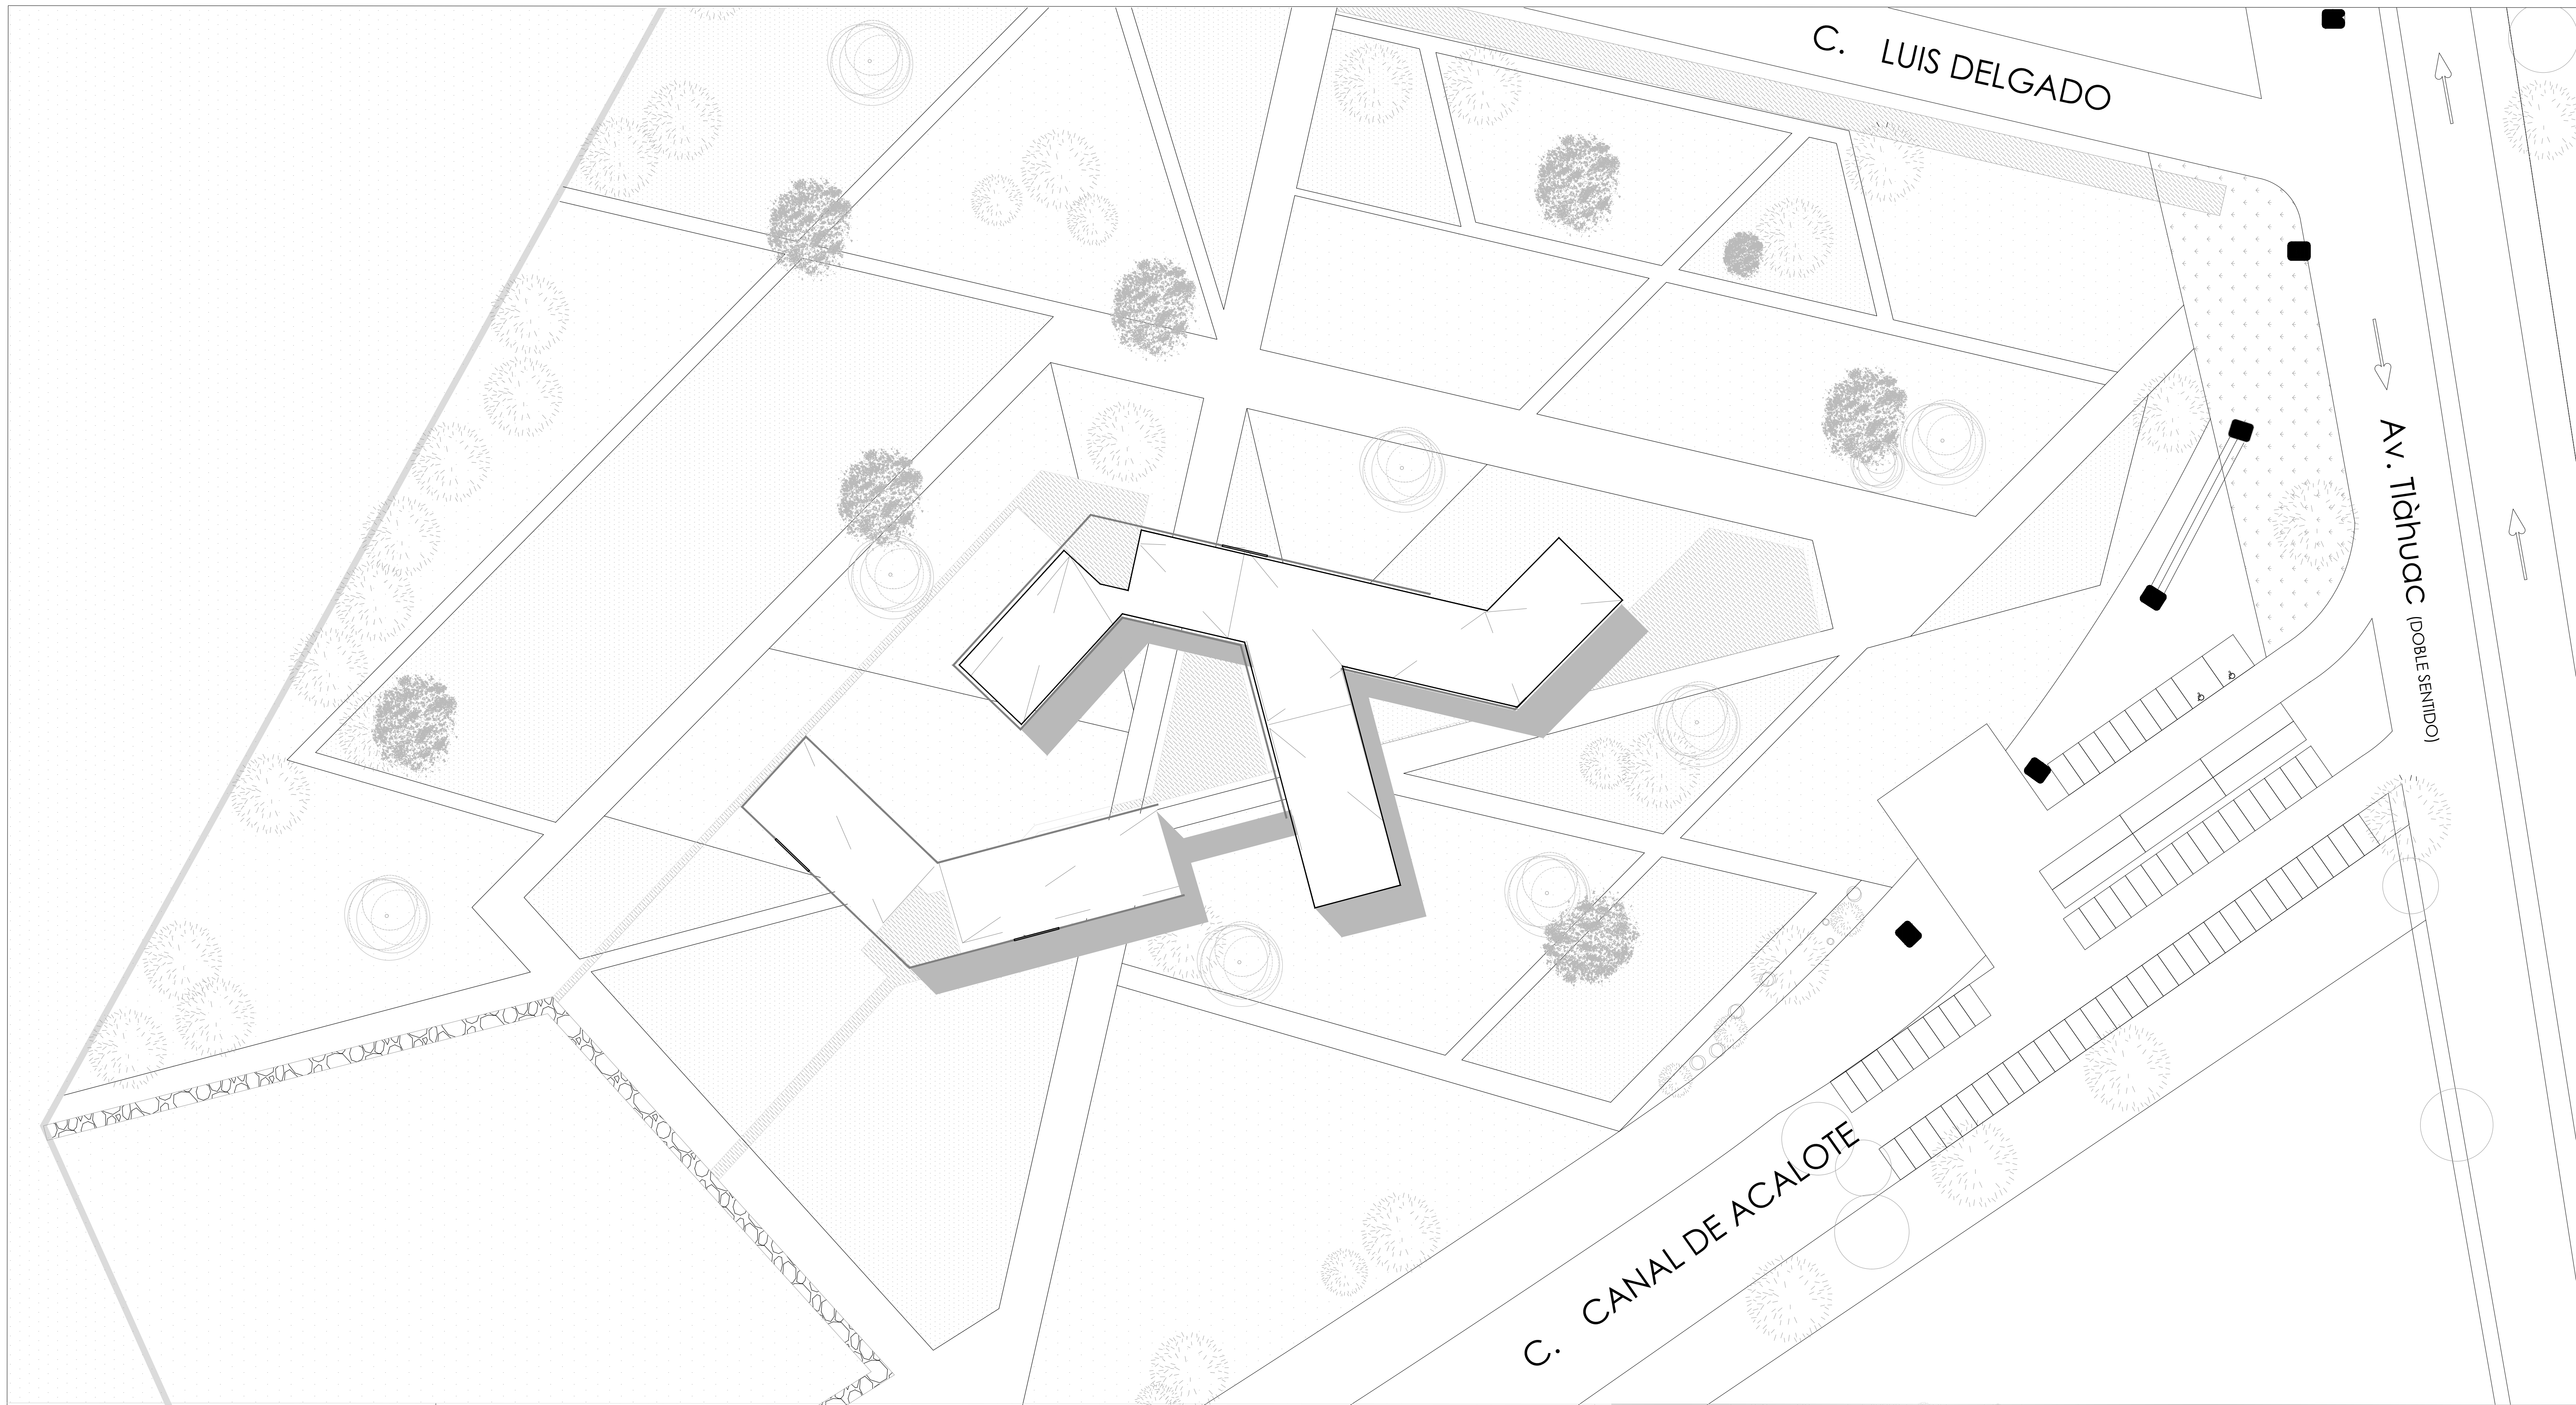 C. LUIS DELGADO
Av. Tlàhuac (DOBLE SENTIDO)
C. CANAL DE ACALOTE